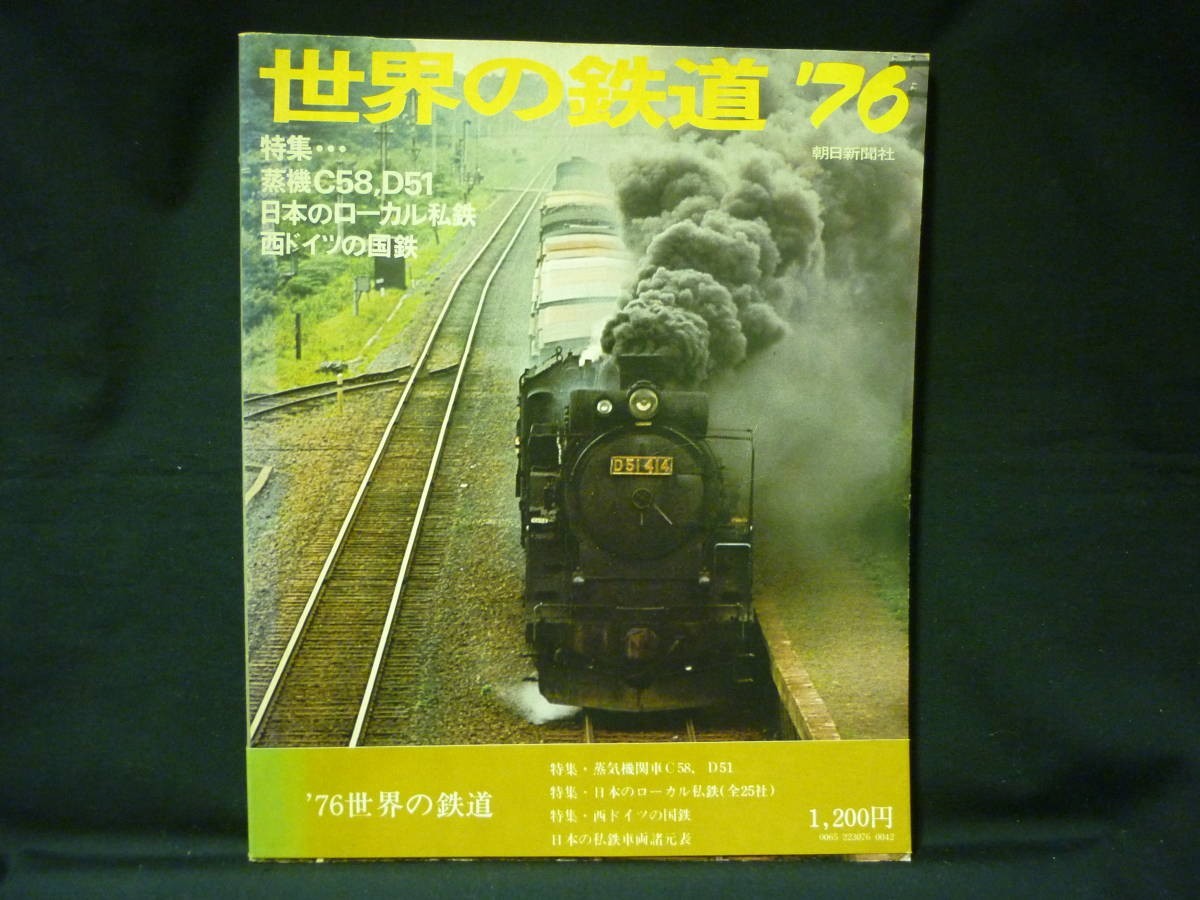 世界の鉄道 '76
朝日新聞社
特集…
蒸機C58,D51
日本のローカル私鉄
西ドイツの国鉄
D51414
'76世界の鉄道
特集・蒸気機関車C58、D51
特集・日本のローカル私鉄(全25社)
特集・西ドイツの国鉄
日本の私鉄車両諸元表
1,200円
0065 223076 0042